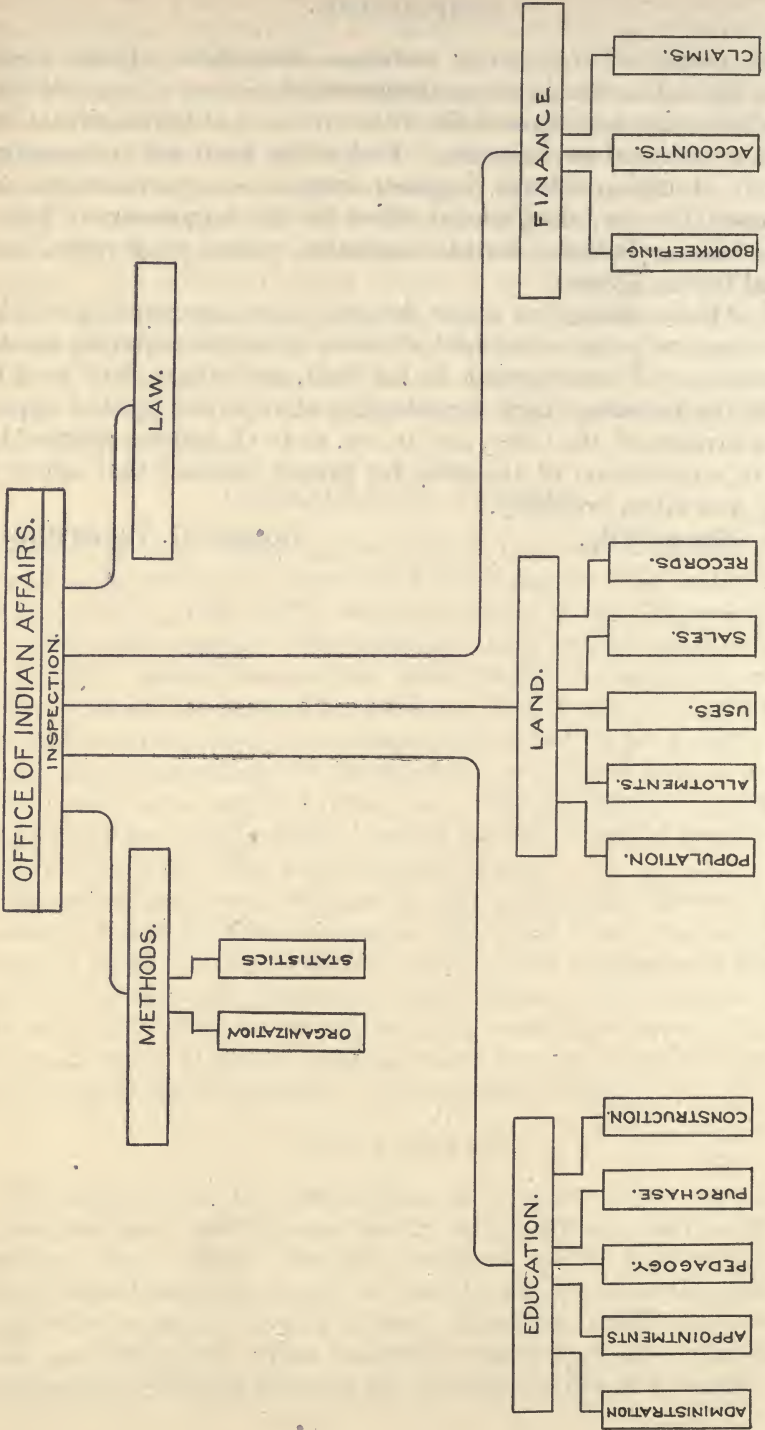 OFFICE OF INDIAN AFFAIRS.
INSPECTION.
METHODS.
LAW.
ORGANIZATION
STATISTICS
EDUCATION.
LAND.
FINANCE
ADMINISTRATION
APPOINTMENTS
PEDAGOGY.
PURCHASE.
CONSTRUCTION.
POPULATION.
ALLOTMENTS.
USES.
SALES.
RECORDS.
BOOKKEEPING
ACCOUNTS.
CLAIMS.